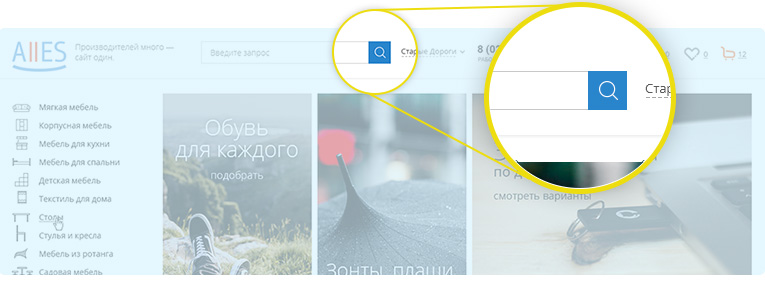 AllES
Производителей много —
сайт один.
Введите запрос
Старые Дороги
8 (0
0
0
12
Стар
Мягкая мебель
Корпусная мебель
Мебель для кухни
Мебель для спальни
Детская мебель
Текстиль для дома
Столы
Стулья и кресла
Мебель из ротанга
Садовая мебель
Обувь
для каждого
подобрать
Зонты, плащи
по д
смотреть варианты